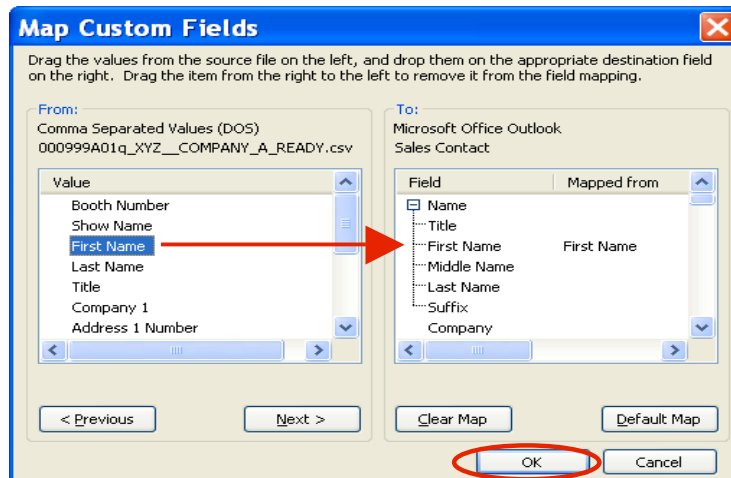 Map Custom Fields
Drag the values from the source file on the left, and drop them on the appropriate destination field
on the right. Drag the item from the right to the left to remove it from the field mapping.
From:
Comma Separated Values (DOS)
000999A01q_XYZ__COMPANY_A_READY.csv
Value
Booth Number
Show Name
First Name
Last Name
Title
Company 1
Address 1 Number
< Previous
Next >
To:
Microsoft Office Outlook
Sales Contact
Field Mapped from
Name
Title
First Name First Name
Middle Name
Last Name
Suffix
Company
Clear Map
Default Map
OK
Cancel